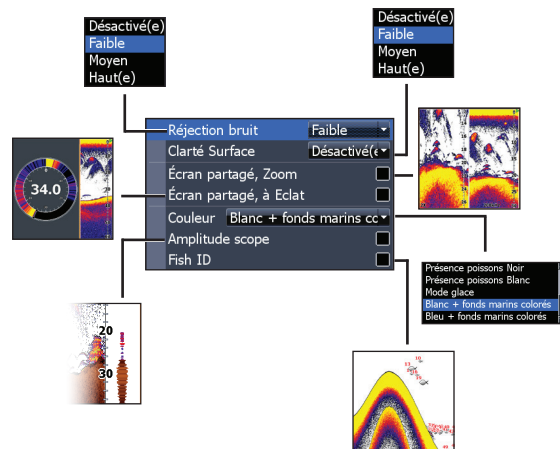 Désactivé(e)
Faible
Moyen
Haut(e)
Désactivé(e)
Faible
Moyen
Haut(e)
Réjection bruit Faible
Clarté Surface Désactivé(e
Écran partagé, Zoom
Écran partagé, à Eclat
Couleur Blanc + fonds marins cc
Amplitude scope
Fish ID
34.0
Présence poissons Noir
Présence poissons Blanc
Mode glace
Blanc + fonds marins colorés
Bleu + fonds marins colorés
20
30